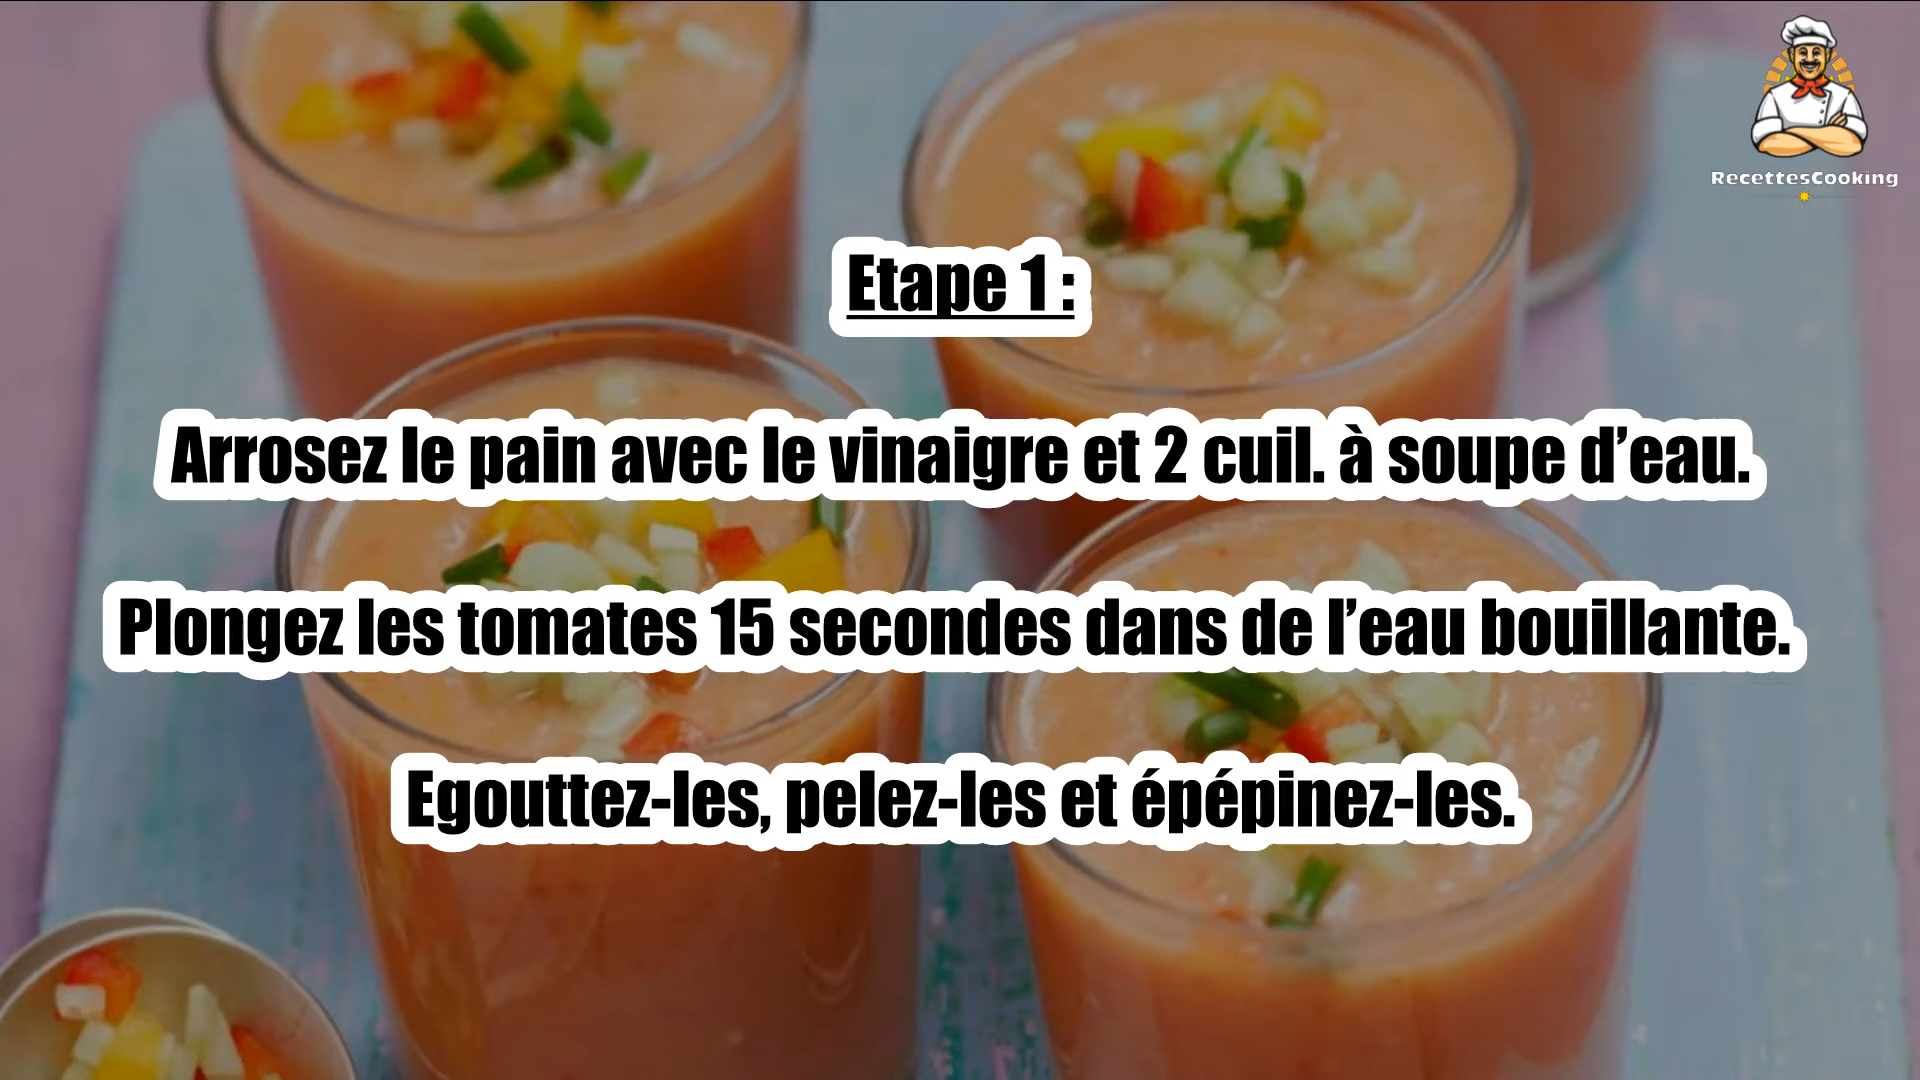 RecettesCooking
Etape 1 :
Arrosez le pain avec le vinaigre et 2 cuil. à soupe d’eau.
Plongez les tomates 15 secondes dans de l’eau bouillante.
Egouttez-les, pelez-les et épépinez-les.